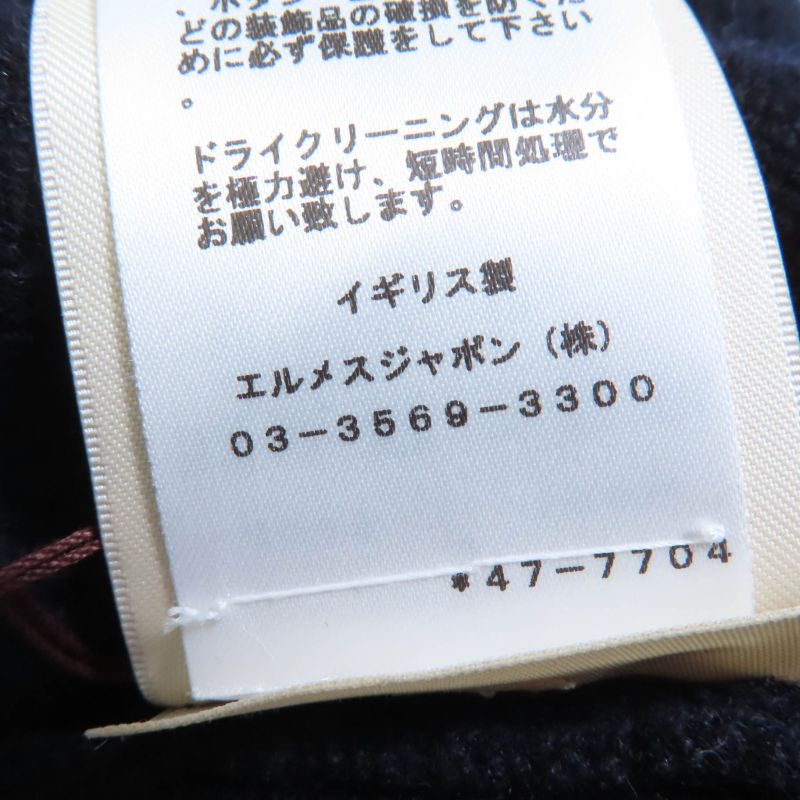 どの装飾品の破損を防ぐた
めに必ず保護をして下さい
。
ドライクリーニングは水分
を極力避け、短時間処理で
お願い致します。
イギリス製
エルメスジャポン（株）
03-3569-3300
*47-7704